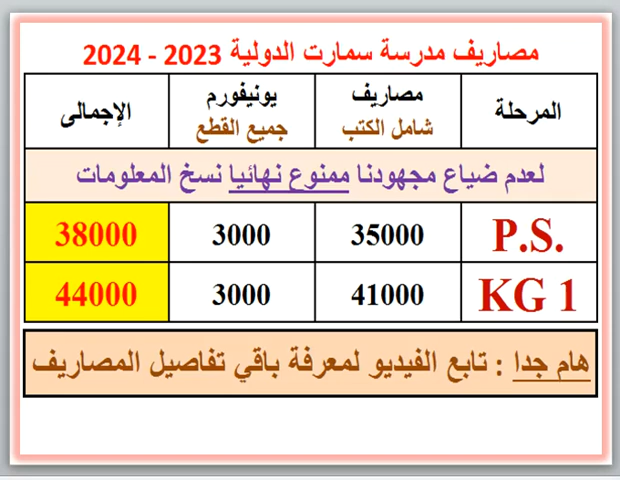 مصاريف مدرسة سمارت الدولية 2023 - 2024
المرحلة
مصاريف
شامل الكتب
يونيفورم
جميع القطع
الإجمالى
لعدم ضياع مجهودنا ممنوع نهائيا نسخ المعلومات
P.S. 35000 3000 38000
KG 1 41000 3000 44000
هام جدا : تابع الفيديو لمعرفة باقي تفاصيل المصاريف